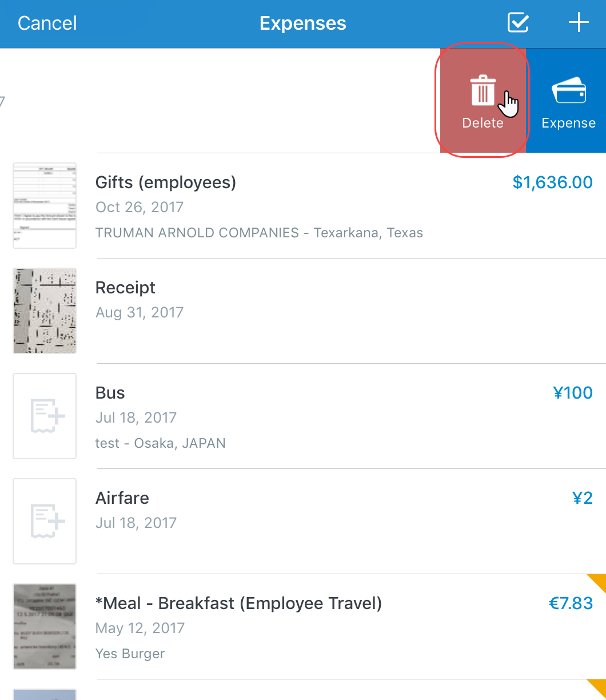 Cancel
Expenses
7
Delete
Expense
Gifts (employees)
$1,636.00
Oct 26, 2017
TRUMAN ARNOLD COMPANIES - Texarkana, Texas
Receipt
Aug 31, 2017
Bus
¥100
Jul 18, 2017
test - Osaka, JAPAN
Airfare
¥2
Jul 18, 2017
*Meal - Breakfast (Employee Travel)
€7.83
May 12, 2017
Yes Burger